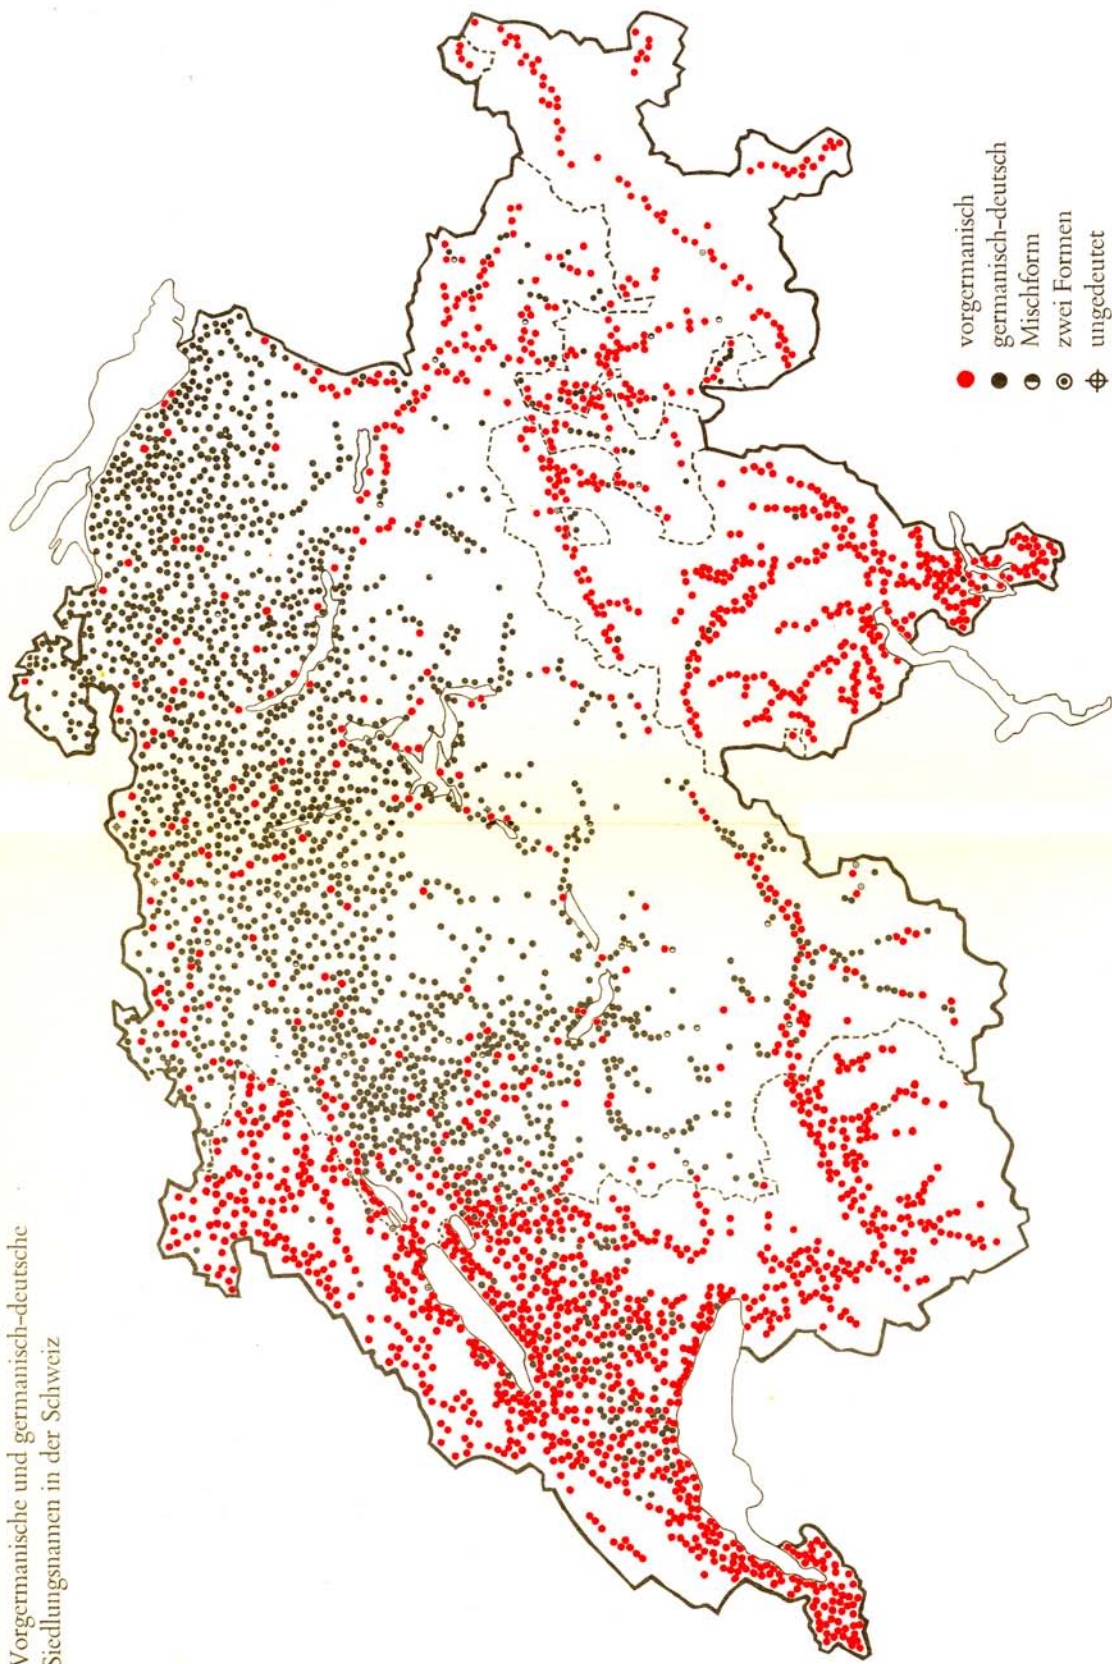 Vorgermanische und germanisch-deutsche
Siedlungsnamen in der Schweiz
vorgermanisch
germanisch-deutsch
Mischform
zwei Formen
ungedeutet